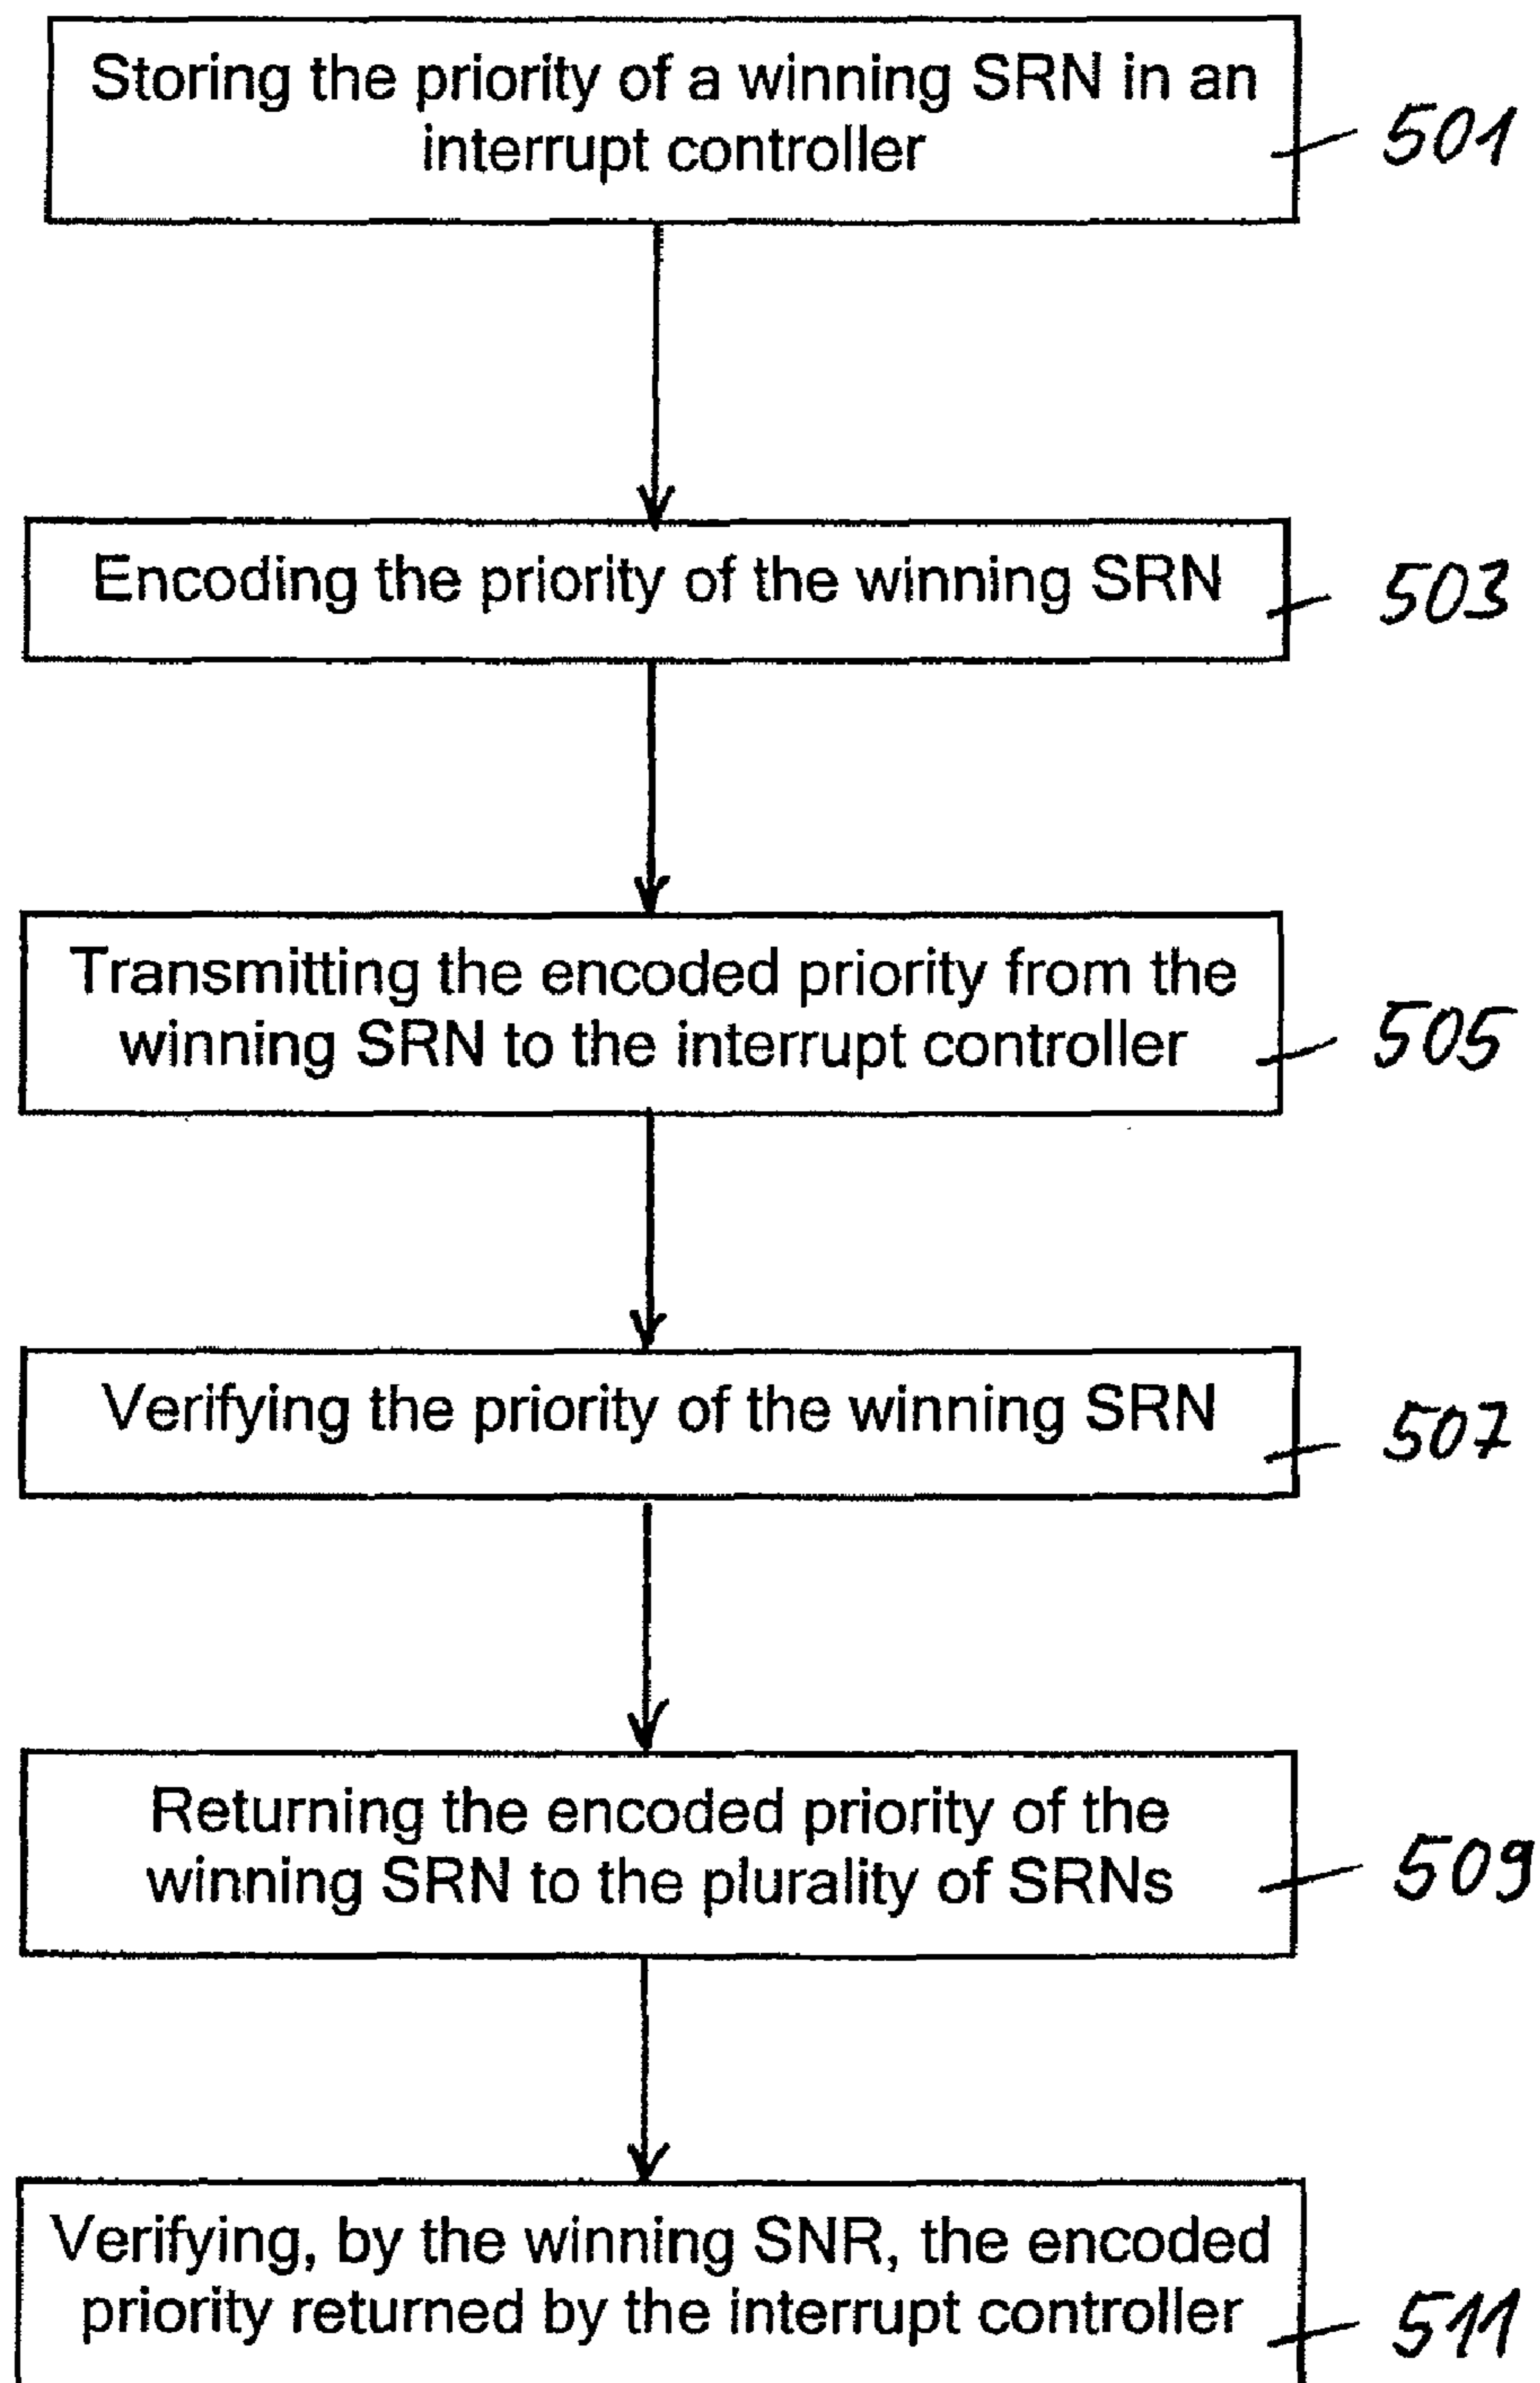 Storing the priority of a winning SRN in an
interrupt controller
501
Encoding the priority of the winning SRN
503
Transmitting the encoded priority from the
winning SRN to the interrupt controller
505
Verifying the priority of the winning SRN
507
Returning the encoded priority of the
winning SRN to the plurality of SRNs
509
Verifying, by the winning SNR, the encoded
priority returned by the interrupt controller
511